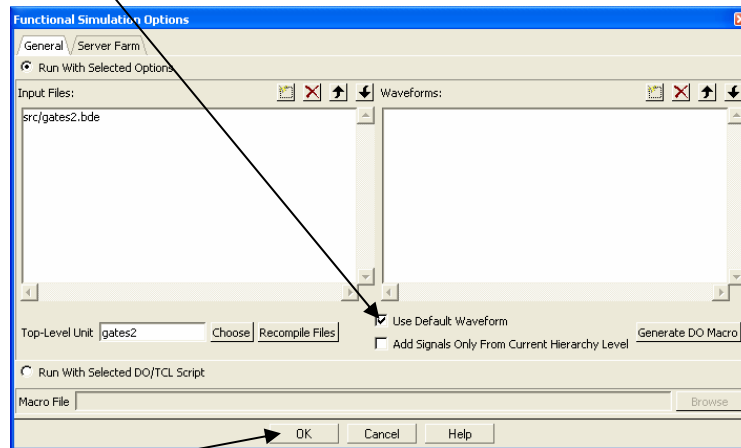 Functional Simulation Options
General Server Farm
Run With Selected Options
Input Files: Waveforms:
src/gates2.bde
Use Default Waveform
Top-Level Unit gates2 Choose Recompile Files Generate DO Macro
Add Signals Only From Current Hierarchy Level
Run With Selected DO/TCL Script
Macro File Browse
OK Cancel Help